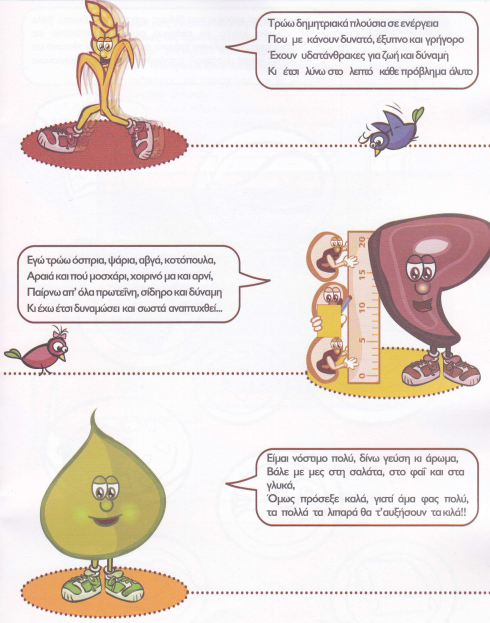 Τρώω δημητριακά πλούσια σε ενέργεια
Που με κάνουν δυνατό, έξυπνο και γρήγορο
Έχουν υδατάνθρακες για ζωή και δύναμη
Κι έτσι λύνω στο λεπτό κάθε πρόβλημα άλυτο
Εγώ τρώω όσπρια, ψάρια, αβγά, κοτόπουλα,
Αραιά και πού μοσχάρι, χοιρινό μα και αρνί,
Παίρνω απ' όλα πρωτεΐνη, σίδηρο και δύναμη
Κι έχω έτσι δυναμώσει και σωστά αναπτυχθεί...
0 5 10 15 20
Είμαι νόστιμο πολύ, δίνω γεύση κι άρωμα,
Βάλε με μες στη σαλάτα, στο φαΐ και στα
γλυκά,
Όμως πρόσεξε καλά, γιατί άμα φας πολύ,
τα πολλά τα λιπαρά θα τ'αυξήσουν τα κιλά!!